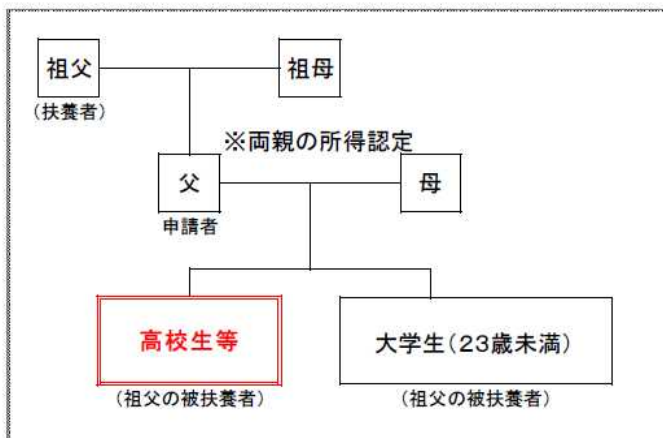 祖父
祖母
(扶養者)
※両親の所得認定
父
母
申請者
高校生等
大学生(23歳未満)
(祖父の被扶養者)
(祖父の被扶養者)